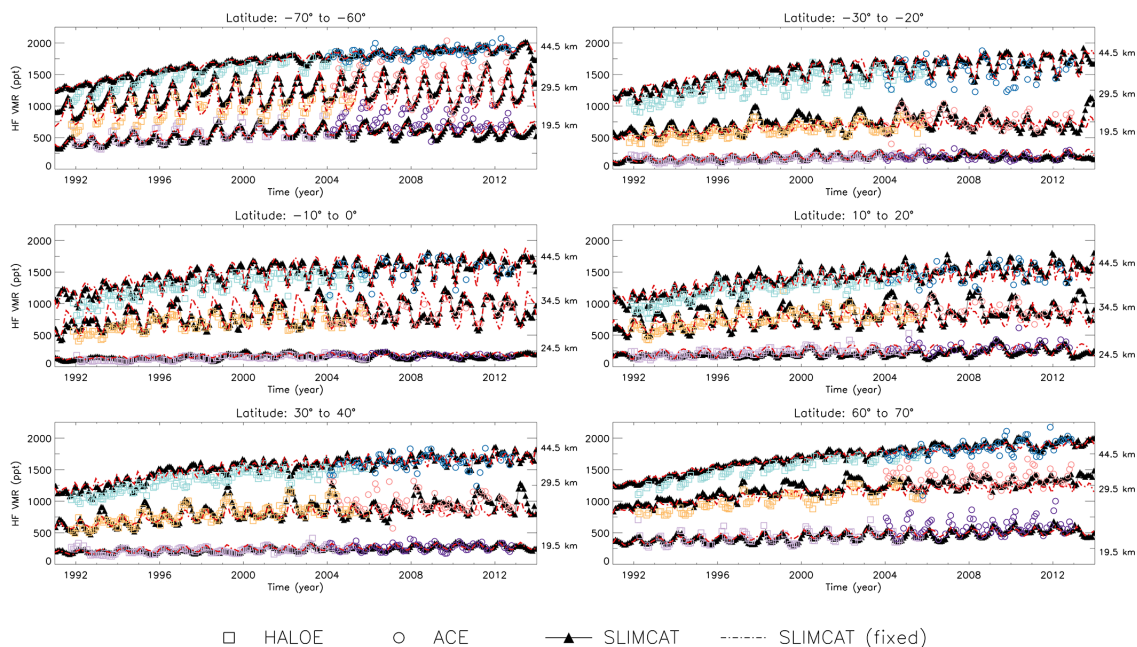 Latitude: −70° to −60°
2000
1500
1000
500
0
HF VMR (ppt)
44.5 km
29.5 km
19.5 km
1992 1996 2000 2004 2008 2012
Time (year)
Latitude: −30° to −20°
2000
1500
1000
500
0
44.5 km
29.5 km
19.5 km
1992 1996 2000 2004 2008 2012
Time (year)
Latitude: −10° to 0°
2000
1500
1000
500
0
HF VMR (ppt)
44.5 km
34.5 km
24.5 km
1992 1996 2000 2004 2008 2012
Time (year)
Latitude: 10° to 20°
2000
1500
1000
500
0
44.5 km
34.5 km
24.5 km
1992 1996 2000 2004 2008 2012
Time (year)
Latitude: 30° to 40°
2000
1500
1000
500
0
HF VMR (ppt)
44.5 km
29.5 km
19.5 km
1992 1996 2000 2004 2008 2012
Time (year)
Latitude: 60° to 70°
2000
1500
1000
500
0
44.5 km
29.5 km
19.5 km
1992 1996 2000 2004 2008 2012
Time (year)
HALOE ACE SLIMCAT SLIMCAT (fixed)